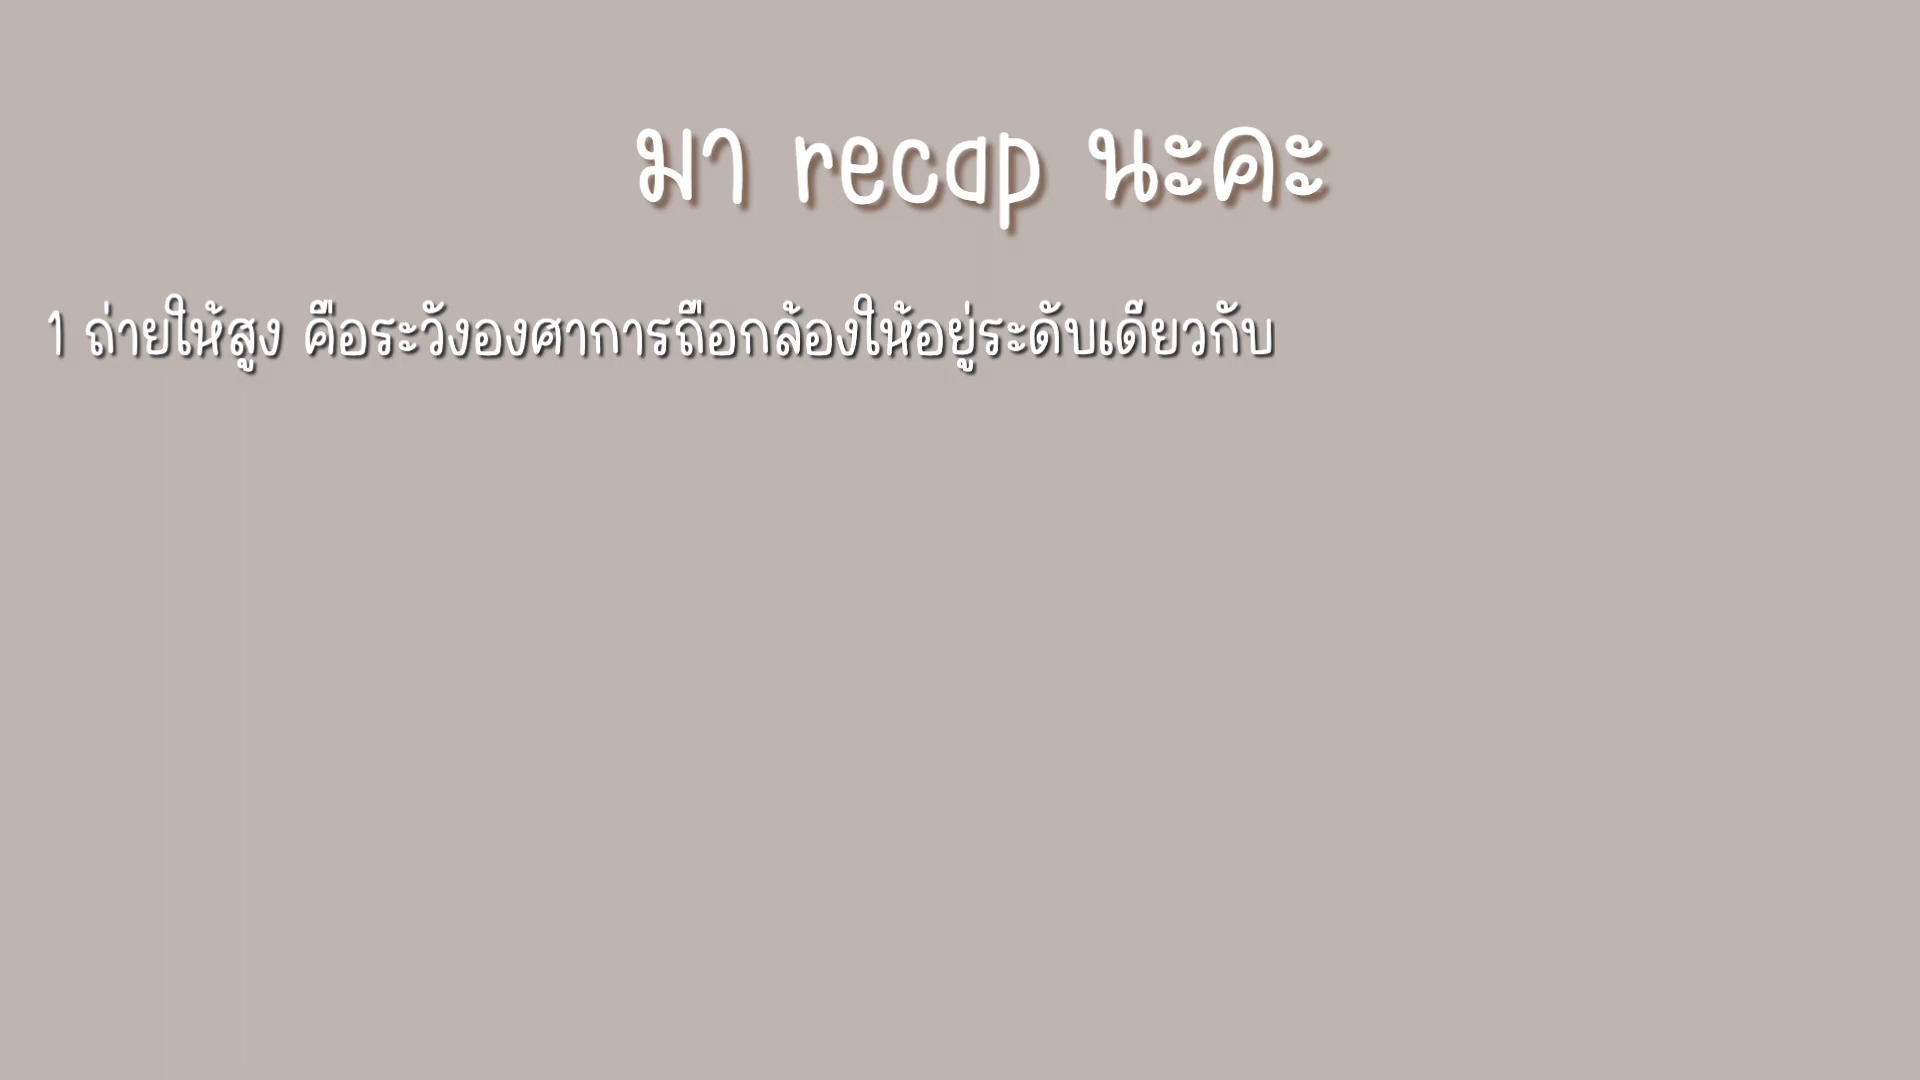 มา recap นะคะ
1 ถ่ายให้สูง คือระวังองศาการถือกล้องให้อยู่ระดับเดียวกับ